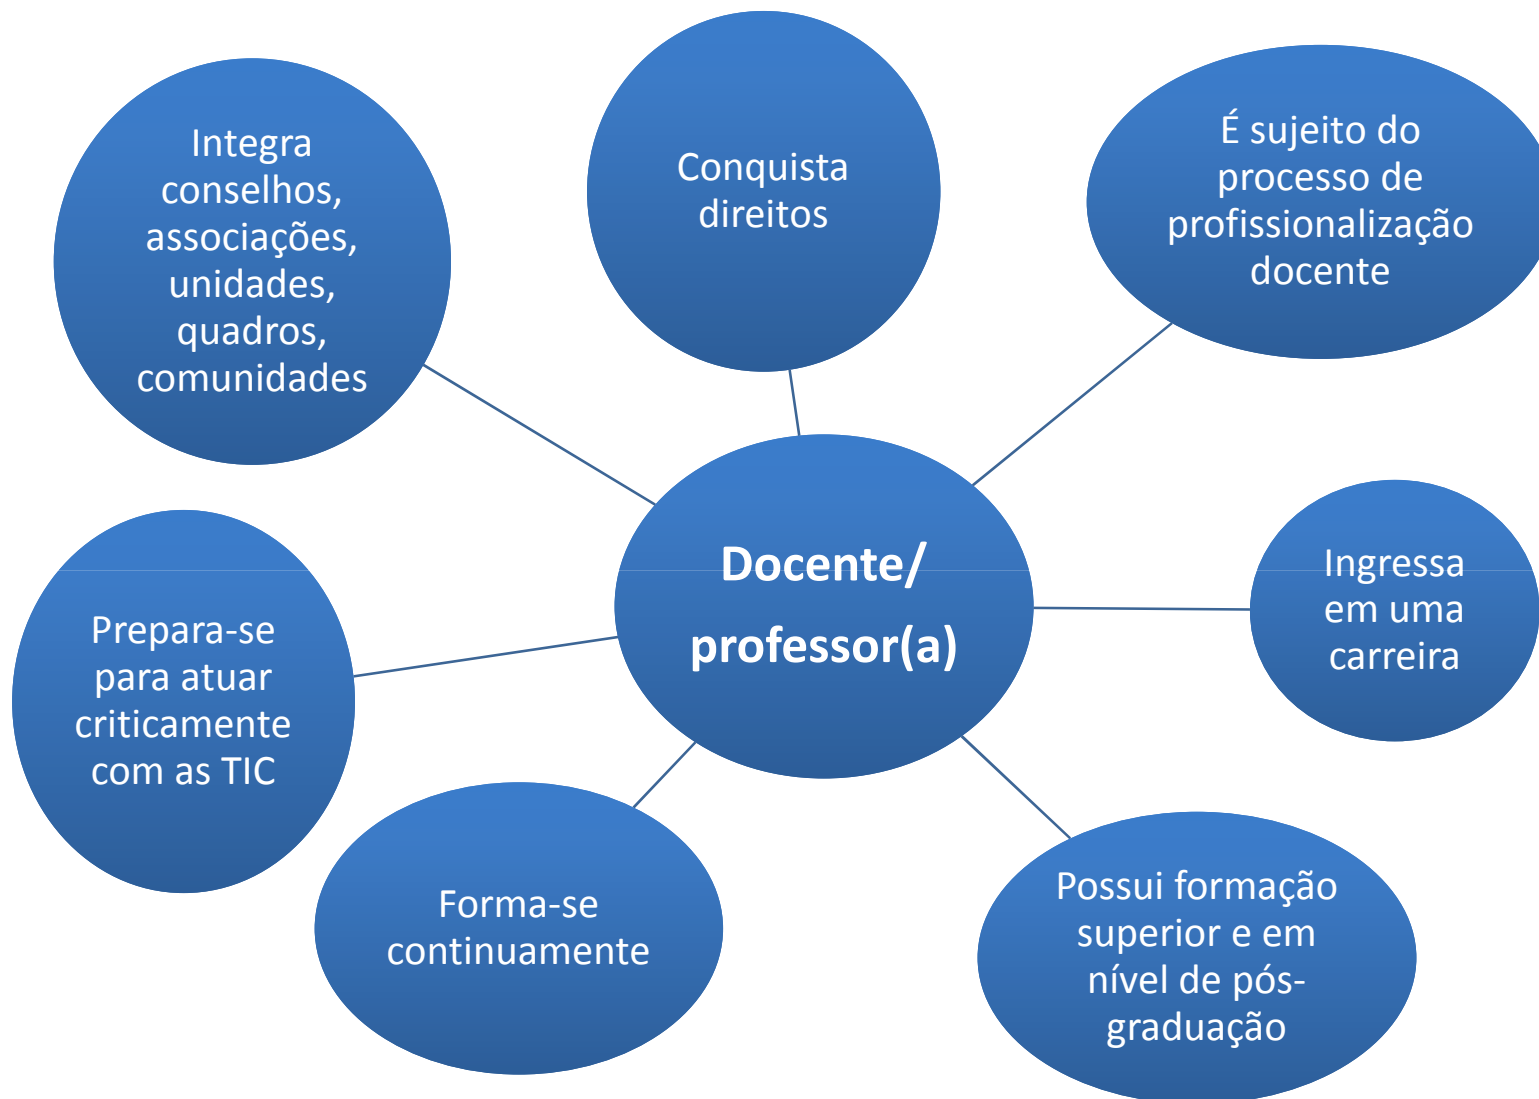 Integra
conselhos,
associações,
unidades,
quadros,
comunidades
Conquista
direitos
É sujeito do
processo de
profissionalização
docente
Docente/
professor(a)
Ingressa
em uma
carreira
Prepara-se
para atuar
criticamente
com as TIC
Forma-se
continuamente
Possui formação
superior e em
nível de pós-
graduação